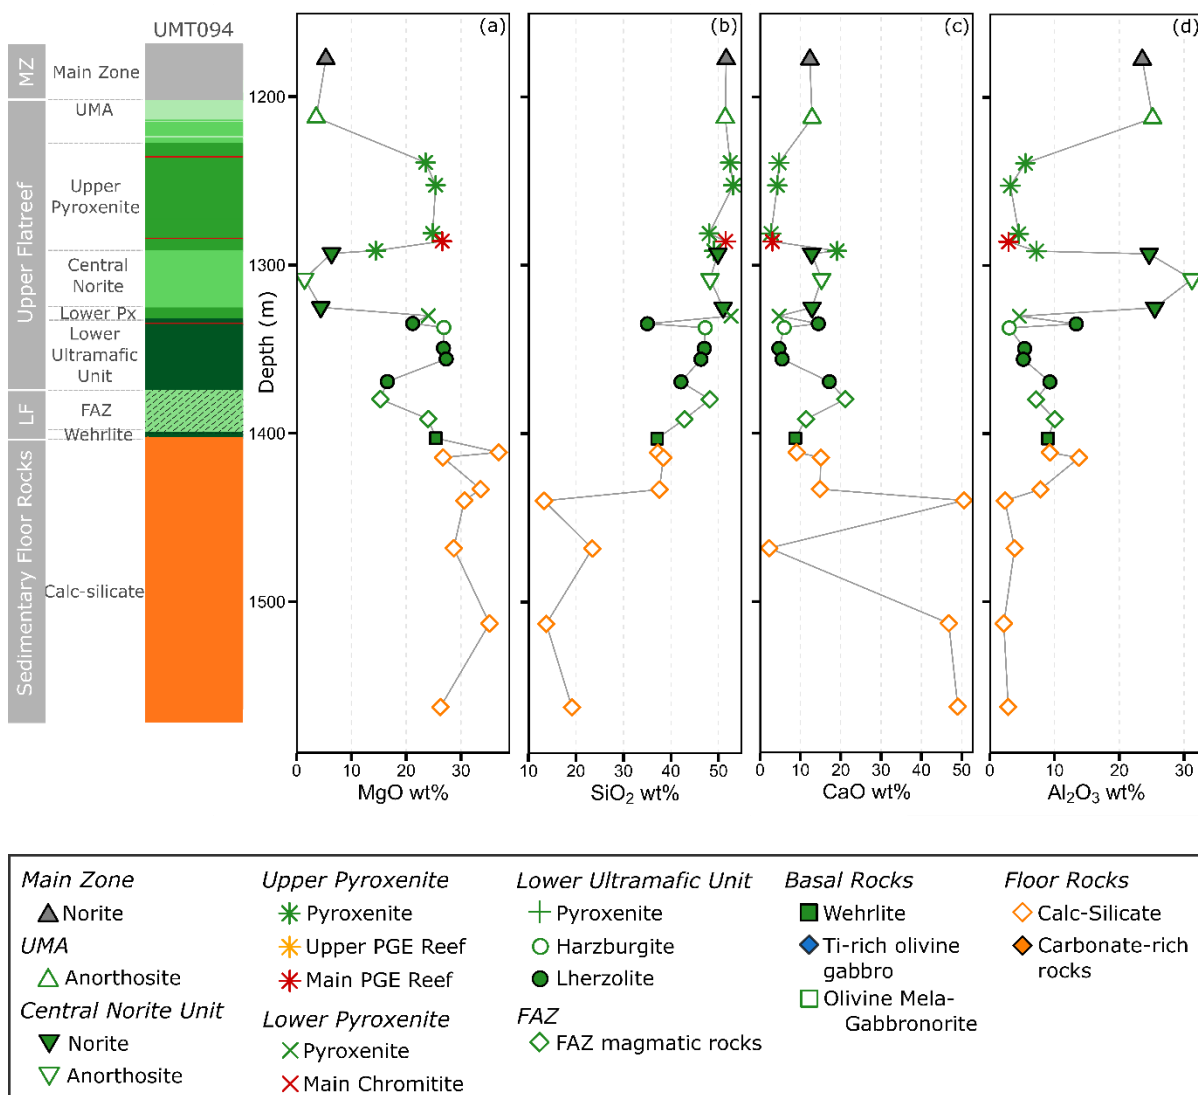 UMT094
MZ
Main Zone
Upper Flatreef
UMA
Upper
Pyroxenite
Central
Norite
Lower Px
Lower
Ultramafic
Unit
LF
FAZ
Wehrlite
Sedimentary Floor Rocks
Calc-silicate
Depth (m)
1200
1300
1400
1500
(a)
0 10 20 30
MgO wt%
(b)
10 20 30 40 50
SiO₂ wt%
(c)
0 10 20 30 40 50
CaO wt%
(d)
0 10 20 30
Al₂O₃ wt%
Main Zone
Norite
UMA
Anorthosite
Central Norite Unit
Norite
Anorthosite
Upper Pyroxenite
Pyroxenite
Upper PGE Reef
Main PGE Reef
Lower Pyroxenite
Pyroxenite
Main Chromitite
Lower Ultramafic Unit
Pyroxenite
Harzburgite
Lherzolite
FAZ
FAZ magmatic rocks
Basal Rocks
Wehrlite
Ti-rich olivine
gabbro
Olivine Mela-
Gabbronorite
Floor Rocks
Calc-Silicate
Carbonate-rich
rocks